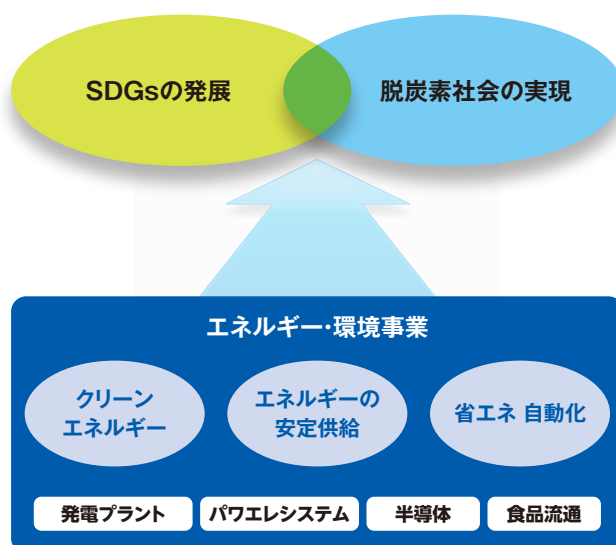 SDGsの発展
脱炭素社会の実現
エネルギー・環境事業
クリーン
エネルギー
エネルギーの
安定供給
省エネ 自動化
発電プラント
パワエレシステム
半導体
食品流通